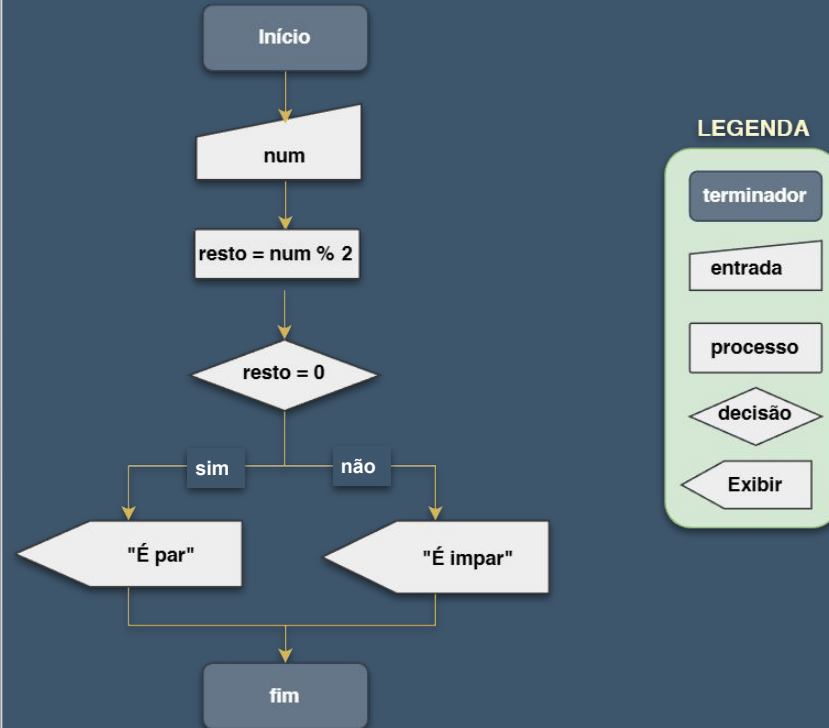 Início
num
resto = num % 2
resto = 0
sim
não
"É par"
"É impar"
fim
LEGENDA
terminador
entrada
processo
decisão
Exibir